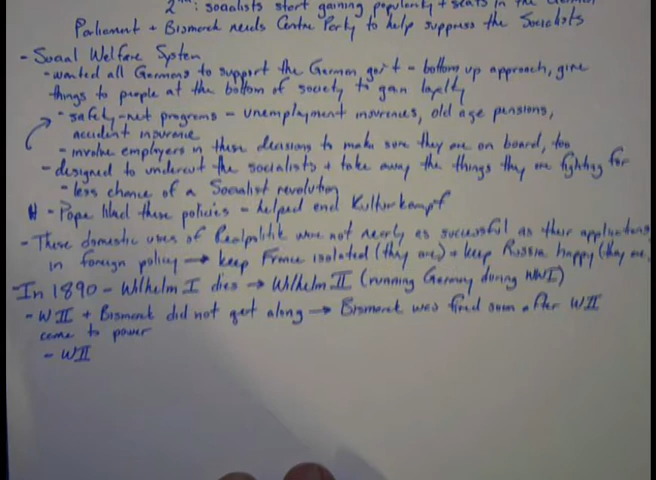 2nd: socialists start gaining popularity + seats in the German
Parliament + Bismarck needs Centre Party to help suppress the Socialists
- Social Welfare System
- wanted all Germans to support the German gov't - bottom up approach, give
things to people at the bottom of society to gain loyalty
- safety-net programs - unemployment insurance, old age pensions,
accident insurance
- involve employers in these decisions to make sure they are on board, too
- designed to undercut the socialists + take away the things they are fighting for
- less chance of a Socialist revolution
- Pope liked these policies - helped end Kulturkampf
- These domestic uses of Realpolitik were not nearly as successful as their applications
in foreign policy → keep France isolated (they are) + keep Russia happy (they are
In 1890 - Wilhelm I dies → Wilhelm II (running Germany during WWI)
- WII + Bismarck did not get along → Bismarck was fired soon after WII
came to power
- WII